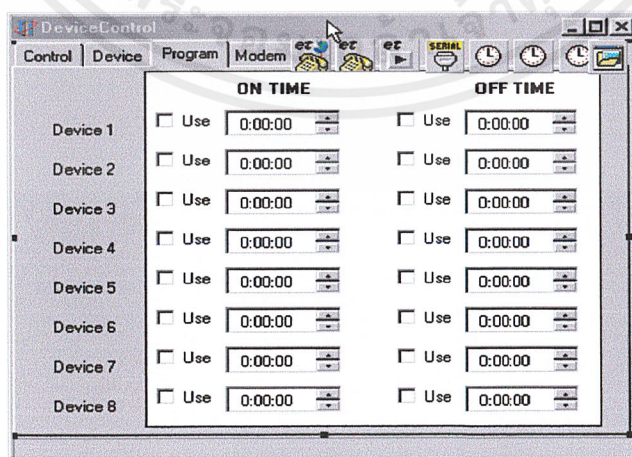 DeviceControl
Control Device Program Modem et et et SERIAL
ON TIME OFF TIME
Device 1 Use 0:00:00 Use 0:00:00
Device 2 Use 0:00:00 Use 0:00:00
Device 3 Use 0:00:00 Use 0:00:00
Device 4 Use 0:00:00 Use 0:00:00
Device 5 Use 0:00:00 Use 0:00:00
Device 6 Use 0:00:00 Use 0:00:00
Device 7 Use 0:00:00 Use 0:00:00
Device 8 Use 0:00:00 Use 0:00:00